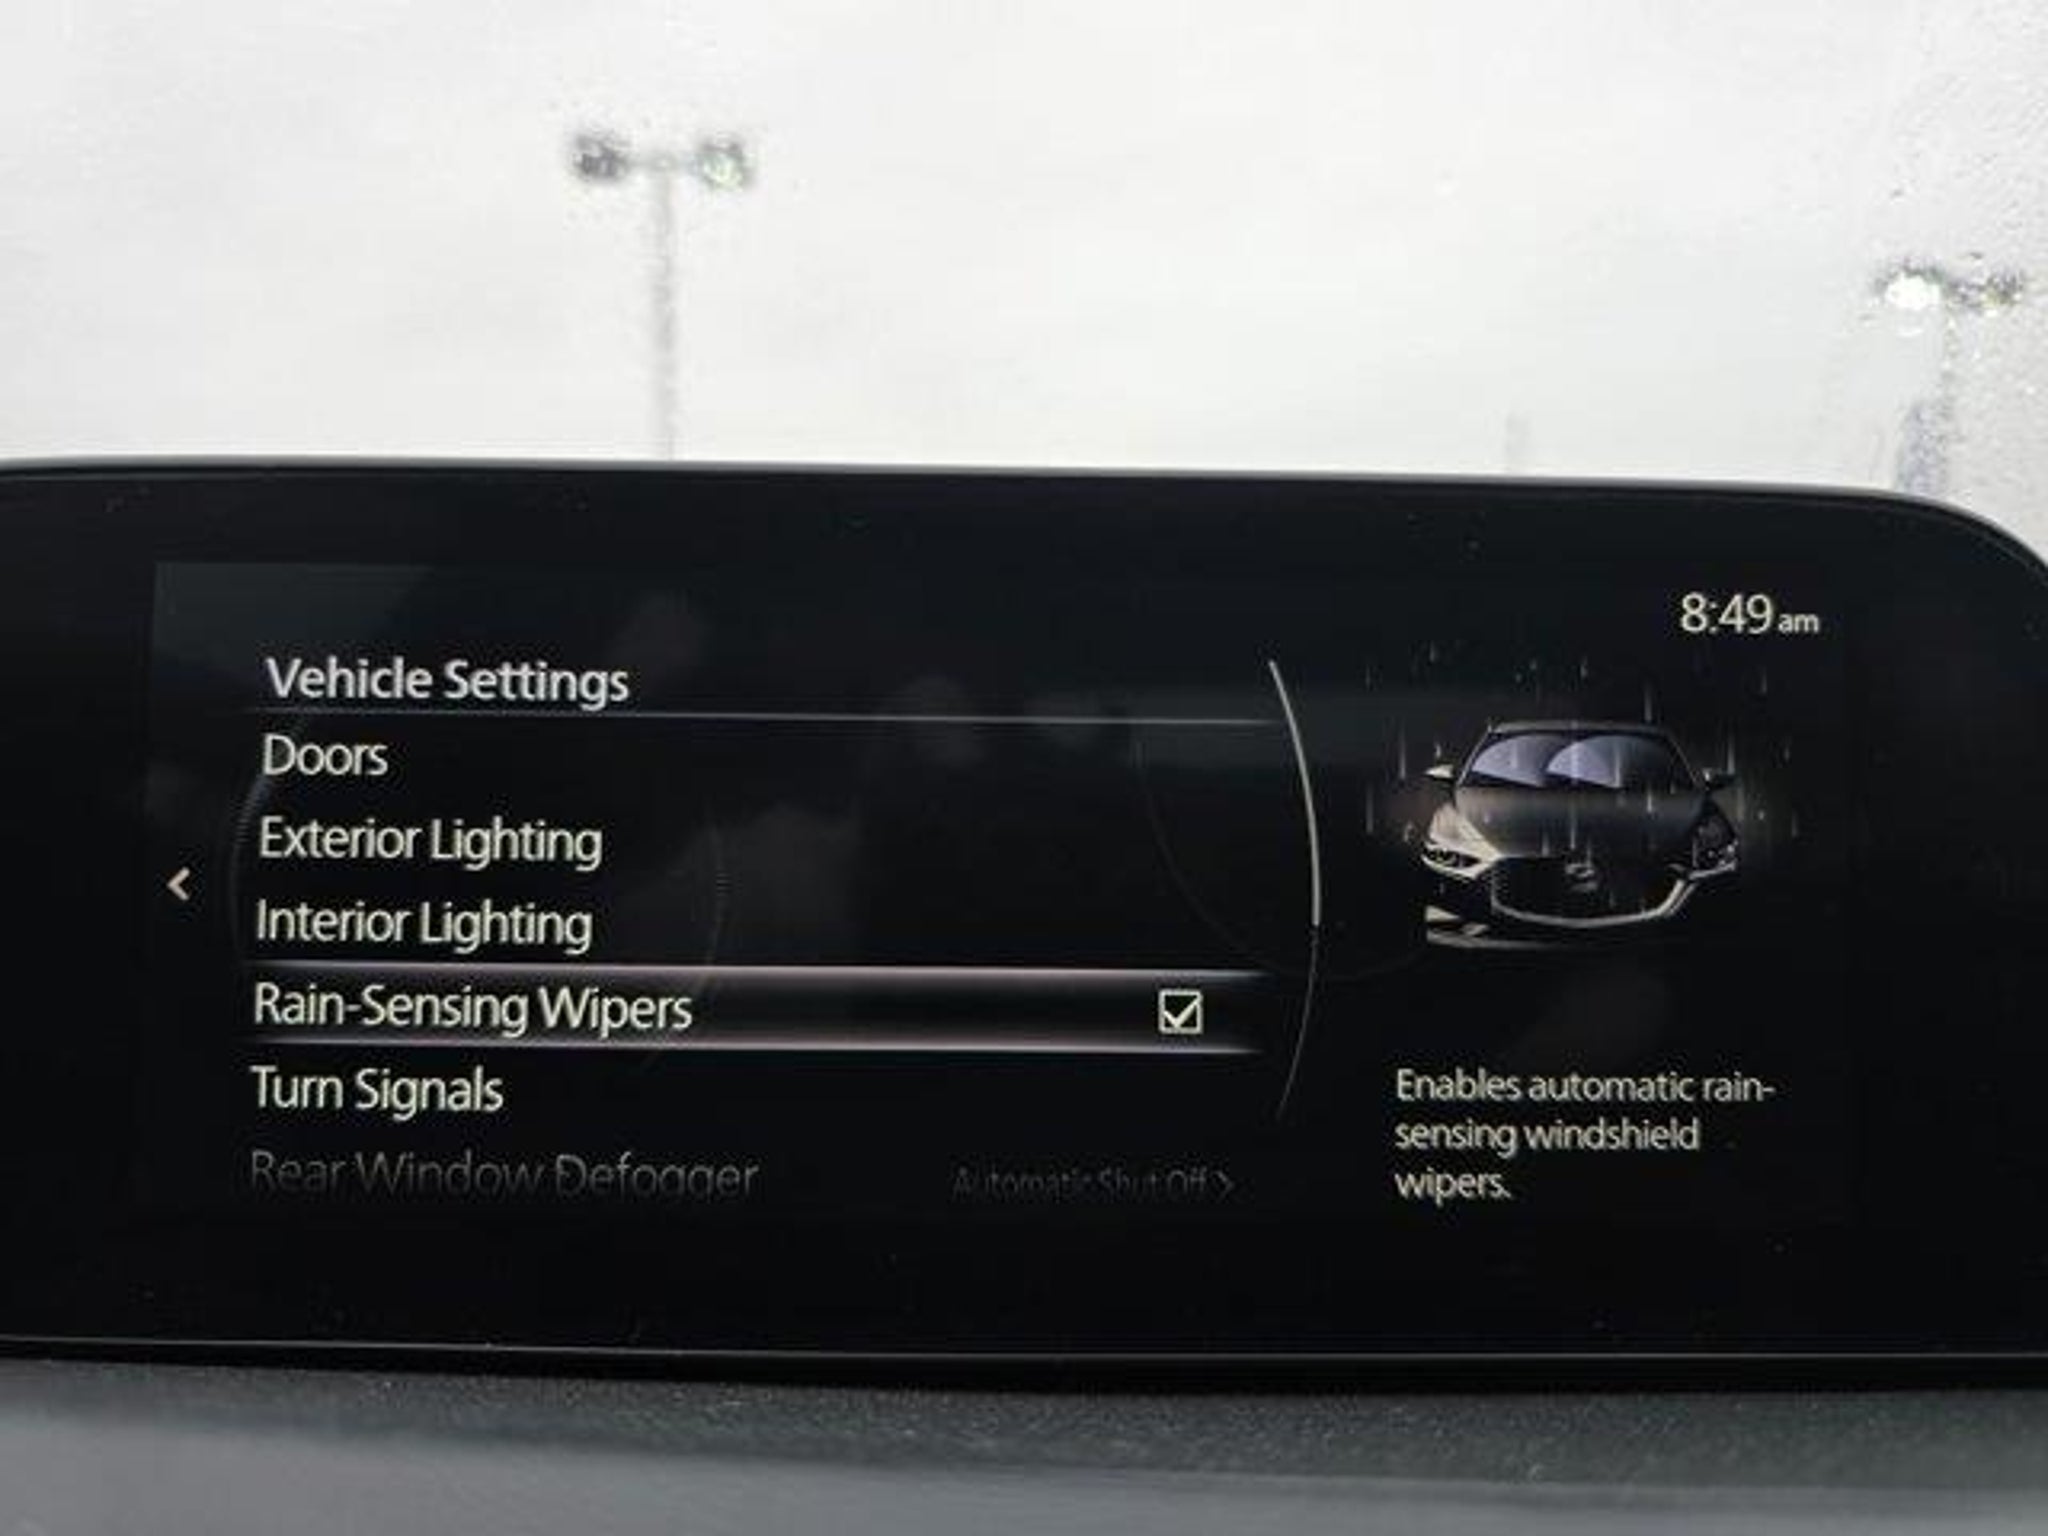 8:49 am
Vehicle Settings
Doors
Exterior Lighting
Interior Lighting
Rain-Sensing Wipers
Turn Signals
Rear Window Defogger Automatic Shut Off
Enables automatic rain-
sensing windshield
wipers.